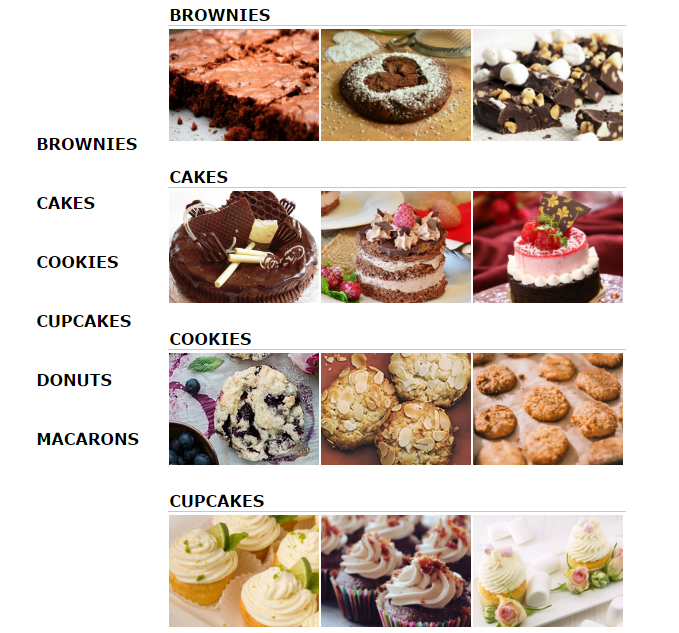 BROWNIES
CAKES
COOKIES
CUPCAKES
DONUTS
MACARONS
BROWNIES
CAKES
COOKIES
CUPCAKES